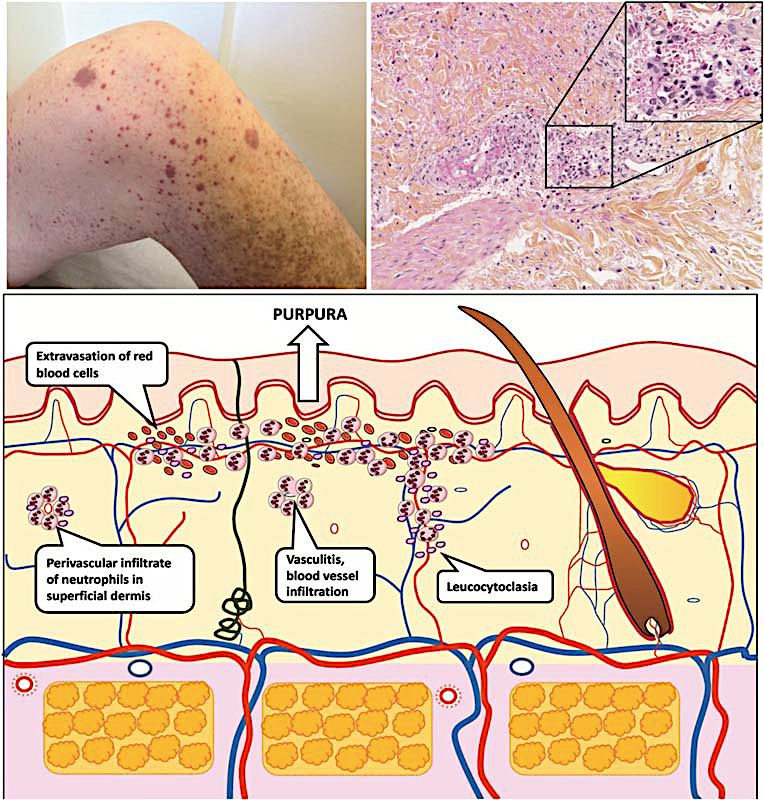 PURPURA
Extravasation of red
blood cells
Perivascular infiltrate
of neutrophils in
superficial dermis
Vasculitis,
blood vessel
infiltration
Leucocytoclasia